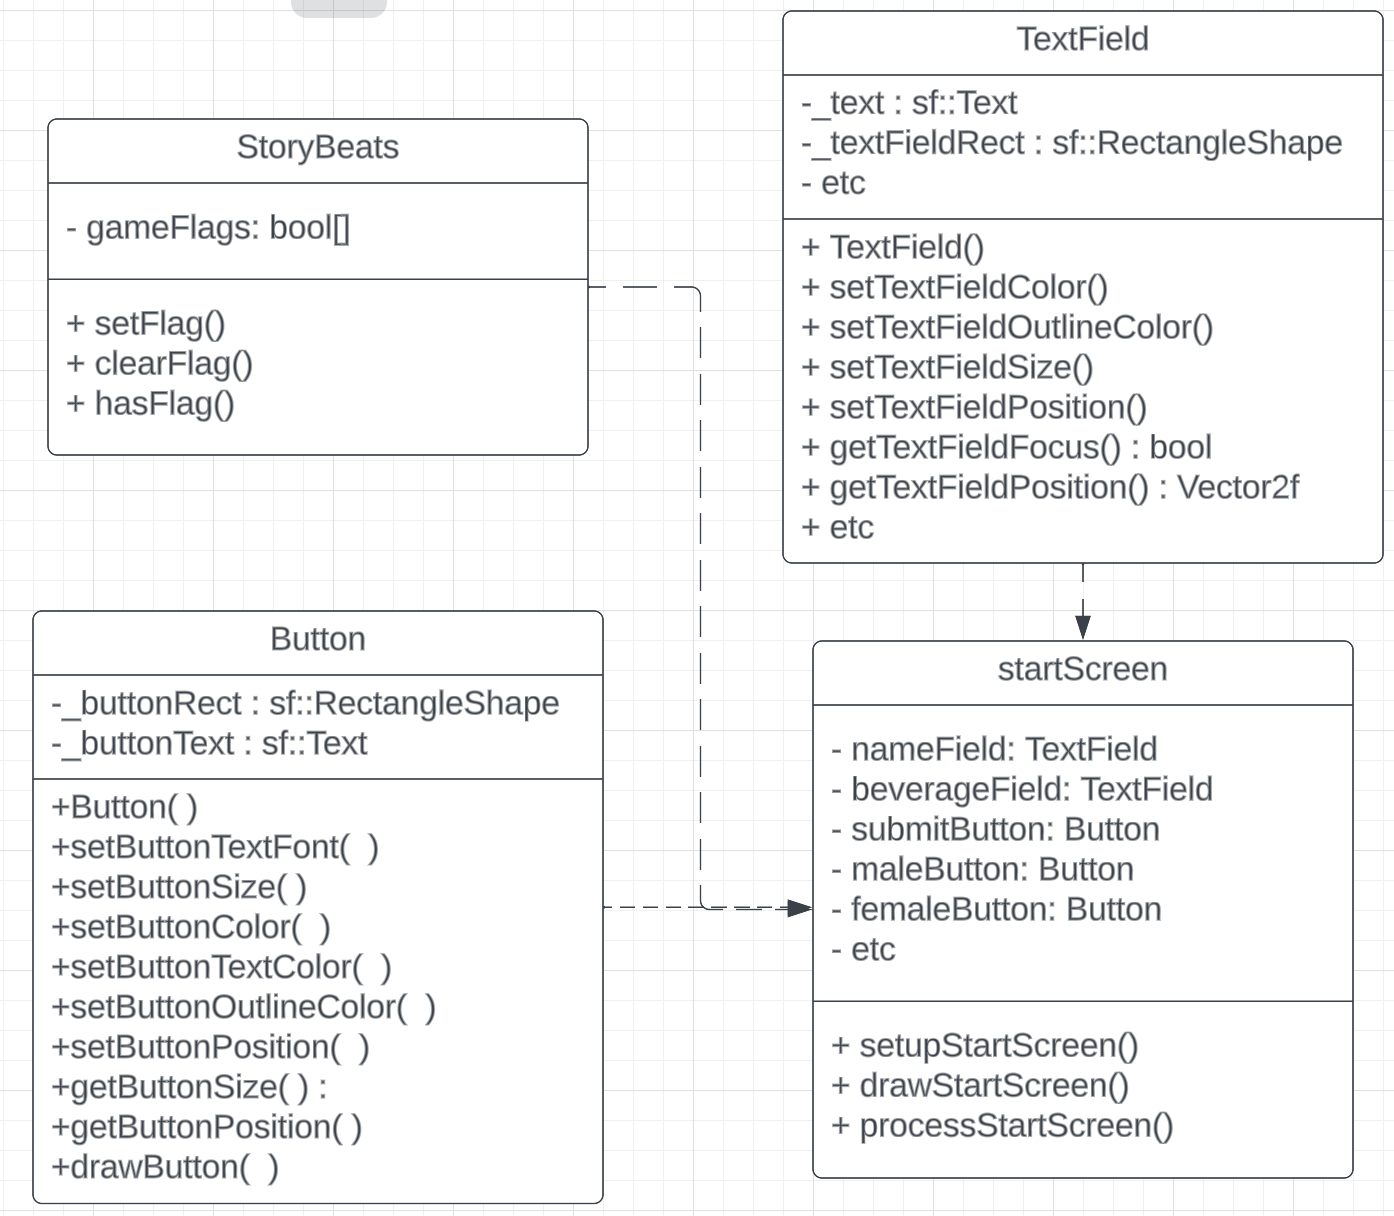 StoryBeats
- gameFlags: bool[]
+ setFlag()
+ clearFlag()
+ hasFlag()
TextField
-_text : sf::Text
-_textFieldRect : sf::RectangleShape
- etc
+ TextField()
+ setTextFieldColor()
+ setTextFieldOutlineColor()
+ setTextFieldSize()
+ setTextFieldPosition()
+ getTextFieldFocus() : bool
+ getTextFieldPosition() : Vector2f
+ etc
Button
-_buttonRect : sf::RectangleShape
-_buttonText : sf::Text
+Button( )
+setButtonTextFont(  )
+setButtonSize( )
+setButtonColor(  )
+setButtonTextColor(  )
+setButtonOutlineColor(  )
+setButtonPosition(  )
+getButtonSize( ) :
+getButtonPosition( )
+drawButton(  )
startScreen
- nameField: TextField
- beverageField: TextField
- submitButton: Button
- maleButton: Button
- femaleButton: Button
- etc
+ setupStartScreen()
+ drawStartScreen()
+ processStartScreen()